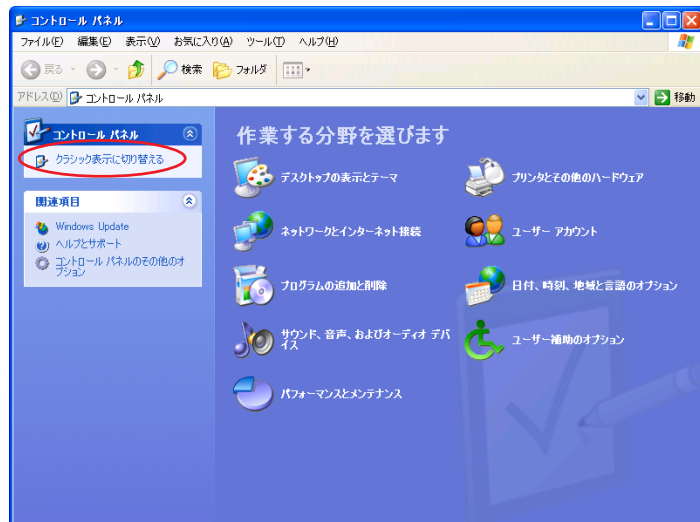 コントロール パネル
ファイル(F) 編集(E) 表示(V) お気に入り(A) ツール(T) ヘルプ(H)
戻る 検索 フォルダ
アドレス(D) コントロール パネル 移動
コントロール パネル
クラシック表示に切り替える
関連項目
Windows Update
ヘルプとサポート
コントロール パネルのその他のオ
プション
作業する分野を選びます
デスクトップの表示とテーマ
プリンタとその他のハードウェア
ネットワークとインターネット接続
ユーザー アカウント
プログラムの追加と削除
日付、時刻、地域と言語のオプション
サウンド、音声、およびオーディオ デバ
イス
ユーザー補助のオプション
パフォーマンスとメンテナンス